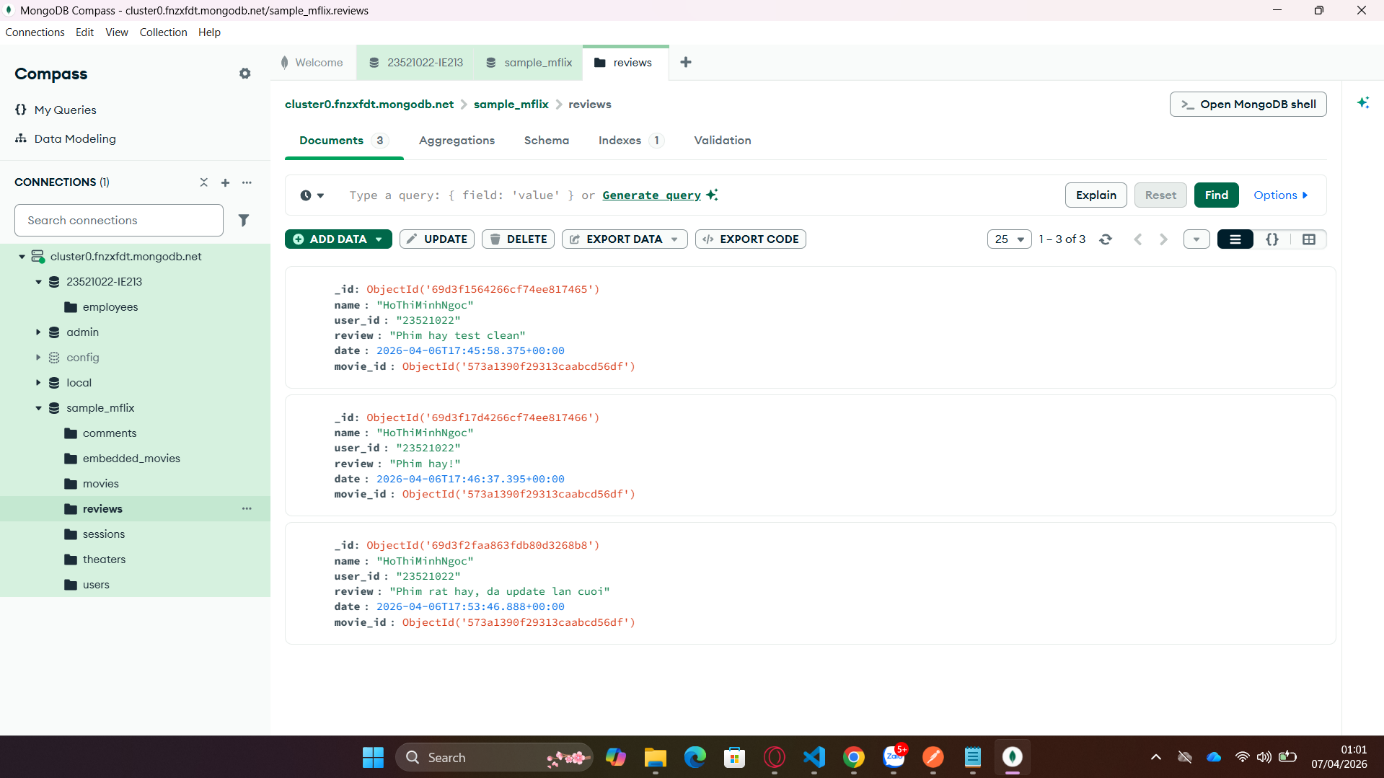 MongoDB Compass - cluster0.fnzxfdt.mongodb.net/sample_mflix.reviews
Connections Edit View Collection Help
Compass
My Queries
Data Modeling
CONNECTIONS (1)
Search connections
cluster0.fnzxfdt.mongodb.net
23521022-IE213
employees
admin
config
local
sample_mflix
comments
embedded_movies
movies
reviews
sessions
theaters
users
Welcome 23521022-IE213 sample_mflix reviews
cluster0.fnzxfdt.mongodb.net > sample_mflix > reviews
>_ Open MongoDB shell
Documents 3 Aggregations Schema Indexes 1 Validation
Type a query: { field: 'value' } or Generate query
Explain Reset Find Options
ADD DATA UPDATE DELETE EXPORT DATA EXPORT CODE
25 1 – 3 of 3
_id: ObjectId('69d3f1564266cf74ee817465')
name : "HoThiMinhNgoc"
user_id : "23521022"
review : "Phim hay test clean"
date : 2026-04-06T17:45:58.375+00:00
movie_id : ObjectId('573a1390f29313caabcd56df')
_id: ObjectId('69d3f17d4266cf74ee817466')
name : "HoThiMinhNgoc"
user_id : "23521022"
review : "Phim hay!"
date : 2026-04-06T17:46:37.395+00:00
movie_id : ObjectId('573a1390f29313caabcd56df')
_id: ObjectId('69d3f2faa863fdb80d3268b8')
name : "HoThiMinhNgoc"
user_id : "23521022"
review : "Phim rat hay, da update lan cuoi"
date : 2026-04-06T17:53:46.888+00:00
movie_id : ObjectId('573a1390f29313caabcd56df')
Search
Zalo
5+
01:01
07/04/2026